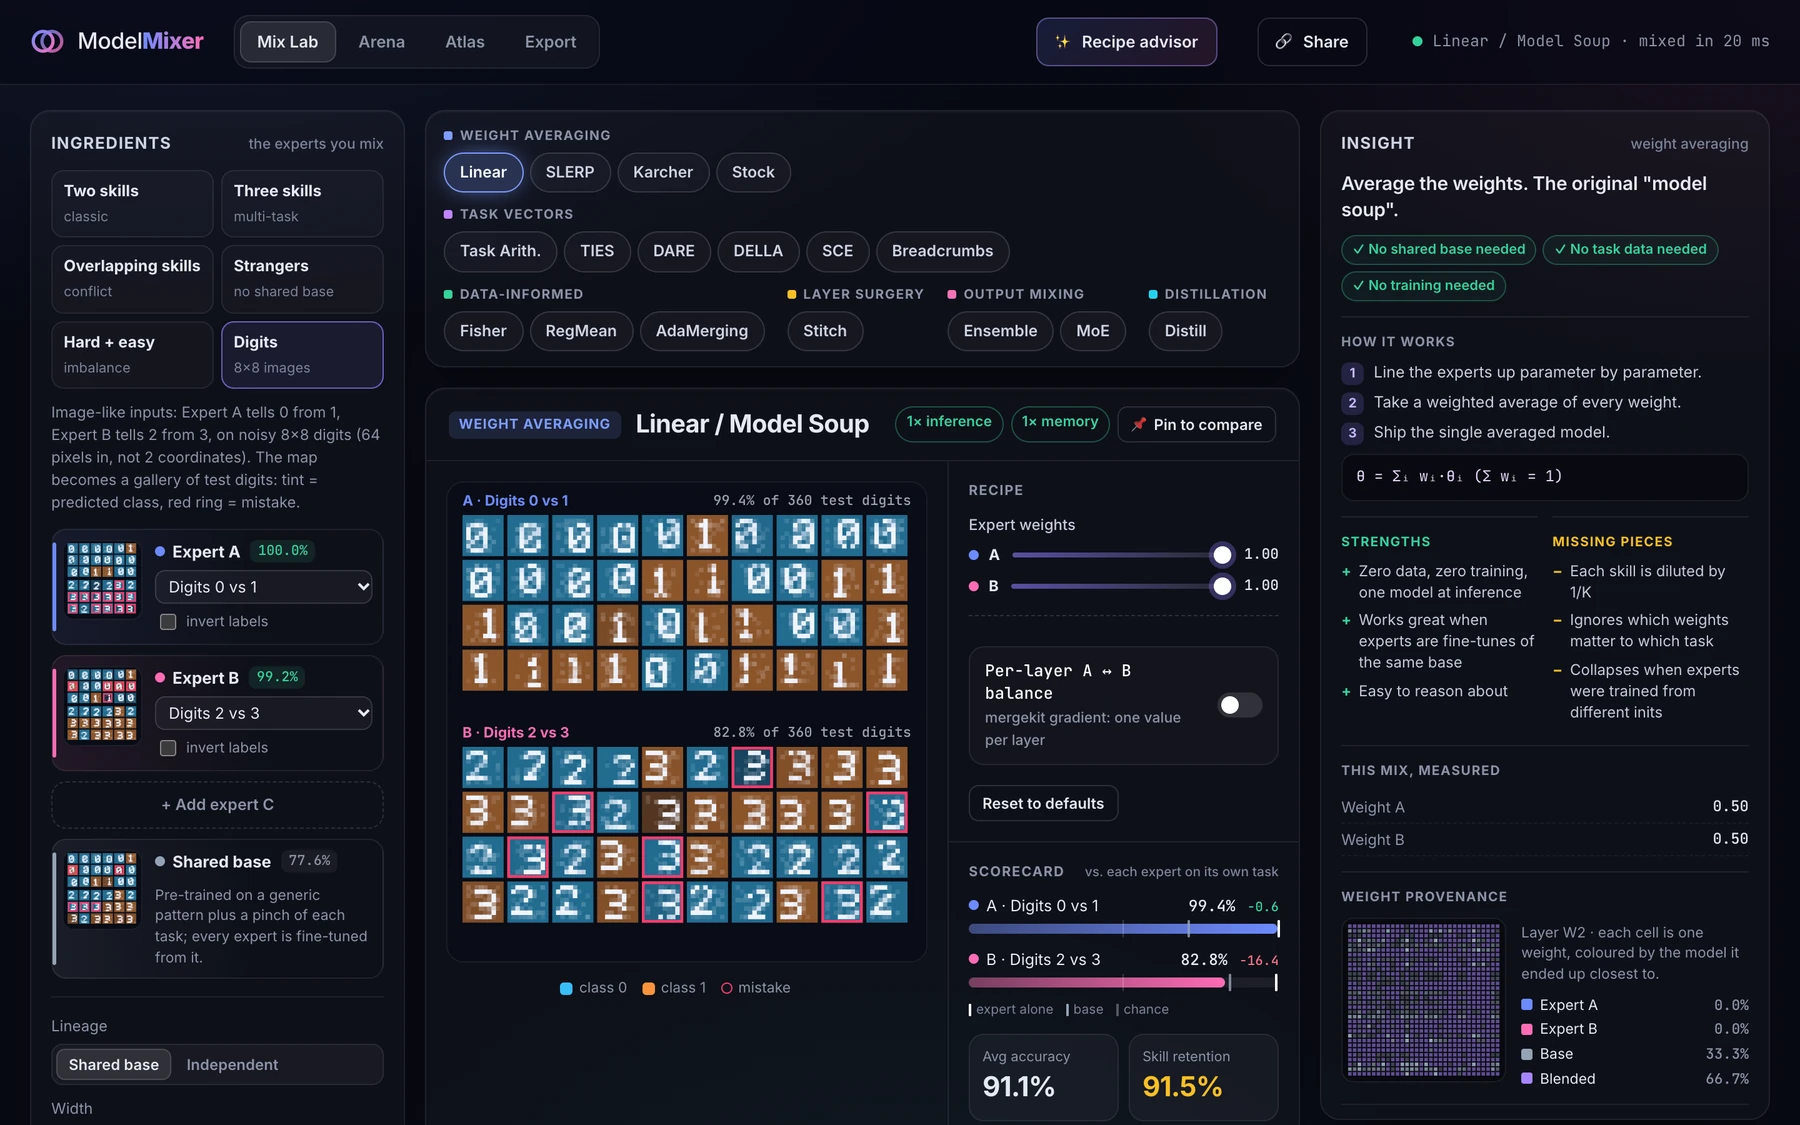 ModelMixer
Mix Lab
Arena
Atlas
Export
✨ Recipe advisor
🔗 Share
Linear / Model Soup · mixed in 20 ms
INGREDIENTS
the experts you mix
Two skills
classic
Three skills
multi-task
Overlapping skills
conflict
Strangers
no shared base
Hard + easy
imbalance
Digits
8×8 images
Image-like inputs: Expert A tells 0 from 1,
Expert B tells 2 from 3, on noisy 8×8 digits (64
pixels in, not 2 coordinates). The map
becomes a gallery of test digits: tint =
predicted class, red ring = mistake.
Expert A 100.0%
Digits 0 vs 1
invert labels
Expert B 99.2%
Digits 2 vs 3
invert labels
+ Add expert C
Shared base 77.6%
Pre-trained on a generic
pattern plus a pinch of each
task; every expert is fine-tuned
from it.
Lineage
Shared base
Independent
Width
WEIGHT AVERAGING
Linear
SLERP
Karcher
Stock
TASK VECTORS
Task Arith.
TIES
DARE
DELLA
SCE
Breadcrumbs
DATA-INFORMED
Fisher
RegMean
AdaMerging
LAYER SURGERY
Stitch
OUTPUT MIXING
Ensemble
MoE
DISTILLATION
Distill
WEIGHT AVERAGING
Linear / Model Soup
1× inference
1× memory
📌 Pin to compare
A · Digits 0 vs 1
99.4% of 360 test digits
B · Digits 2 vs 3
82.8% of 360 test digits
class 0
class 1
mistake
RECIPE
Expert weights
A 1.00
B 1.00
Per-layer A ↔ B
balance
mergekit gradient: one value
per layer
Reset to defaults
SCORECARD
vs. each expert on its own task
A · Digits 0 vs 1 99.4% -0.6
B · Digits 2 vs 3 82.8% -16.4
expert alone
base
chance
Avg accuracy
91.1%
Skill retention
91.5%
INSIGHT
weight averaging
Average the weights. The original "model
soup".
✓ No shared base needed
✓ No task data needed
✓ No training needed
HOW IT WORKS
1 Line the experts up parameter by parameter.
2 Take a weighted average of every weight.
3 Ship the single averaged model.
θ = Σᵢ wᵢ·θᵢ (Σ wᵢ = 1)
STRENGTHS
+ Zero data, zero training,
one model at inference
+ Works great when
experts are fine-tunes of
the same base
+ Easy to reason about
MISSING PIECES
– Each skill is diluted by
1/K
– Ignores which weights
matter to which task
– Collapses when experts
were trained from
different inits
THIS MIX, MEASURED
Weight A 0.50
Weight B 0.50
WEIGHT PROVENANCE
Layer W2 · each cell is one
weight, coloured by the model it
ended up closest to.
Expert A 0.0%
Expert B 0.0%
Base 33.3%
Blended 66.7%